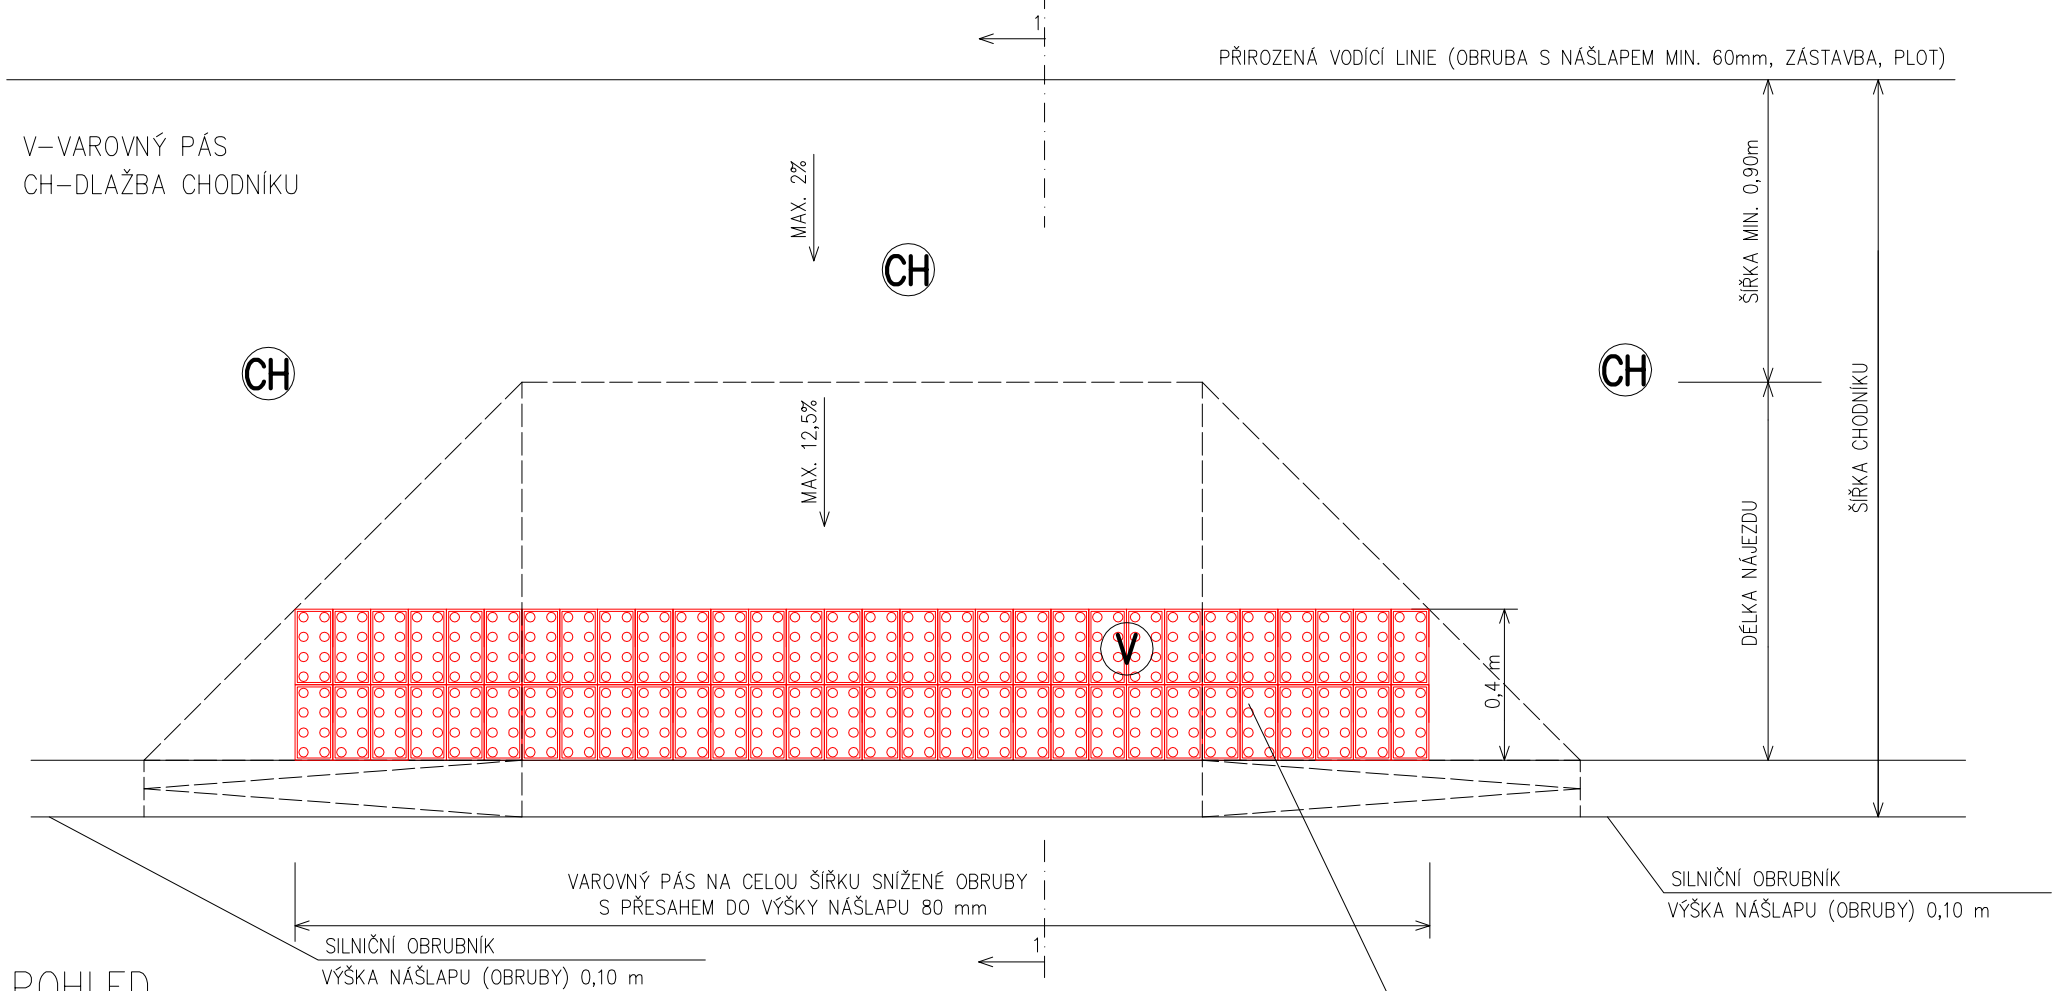 1
PŘIROZENÁ VODÍCÍ LINIE (OBRUBA S NÁŠLAPEM MIN. 60mm, ZÁSTAVBA, PLOT)
V-VAROVNÝ PÁS
CH-DLAŽBA CHODNÍKU
MAX. 2%
ŠÍŘKA MIN. 0,90m
CH
CH
CH
MAX. 12,5%
ŠÍŘKA CHODNÍKU
DÉLKA NÁJEZDU
V
0,4 m
VAROVNÝ PÁS NA CELOU ŠÍŘKU SNÍŽENÉ OBRUBY
S PŘESAHEM DO VÝŠKY NÁŠLAPU 80 mm
SILNIČNÍ OBRUBNÍK
VÝŠKA NÁŠLAPU (OBRUBY) 0,10 m
SILNIČNÍ OBRUBNÍK
VÝŠKA NÁŠLAPU (OBRUBY) 0,10 m
1
POHLED